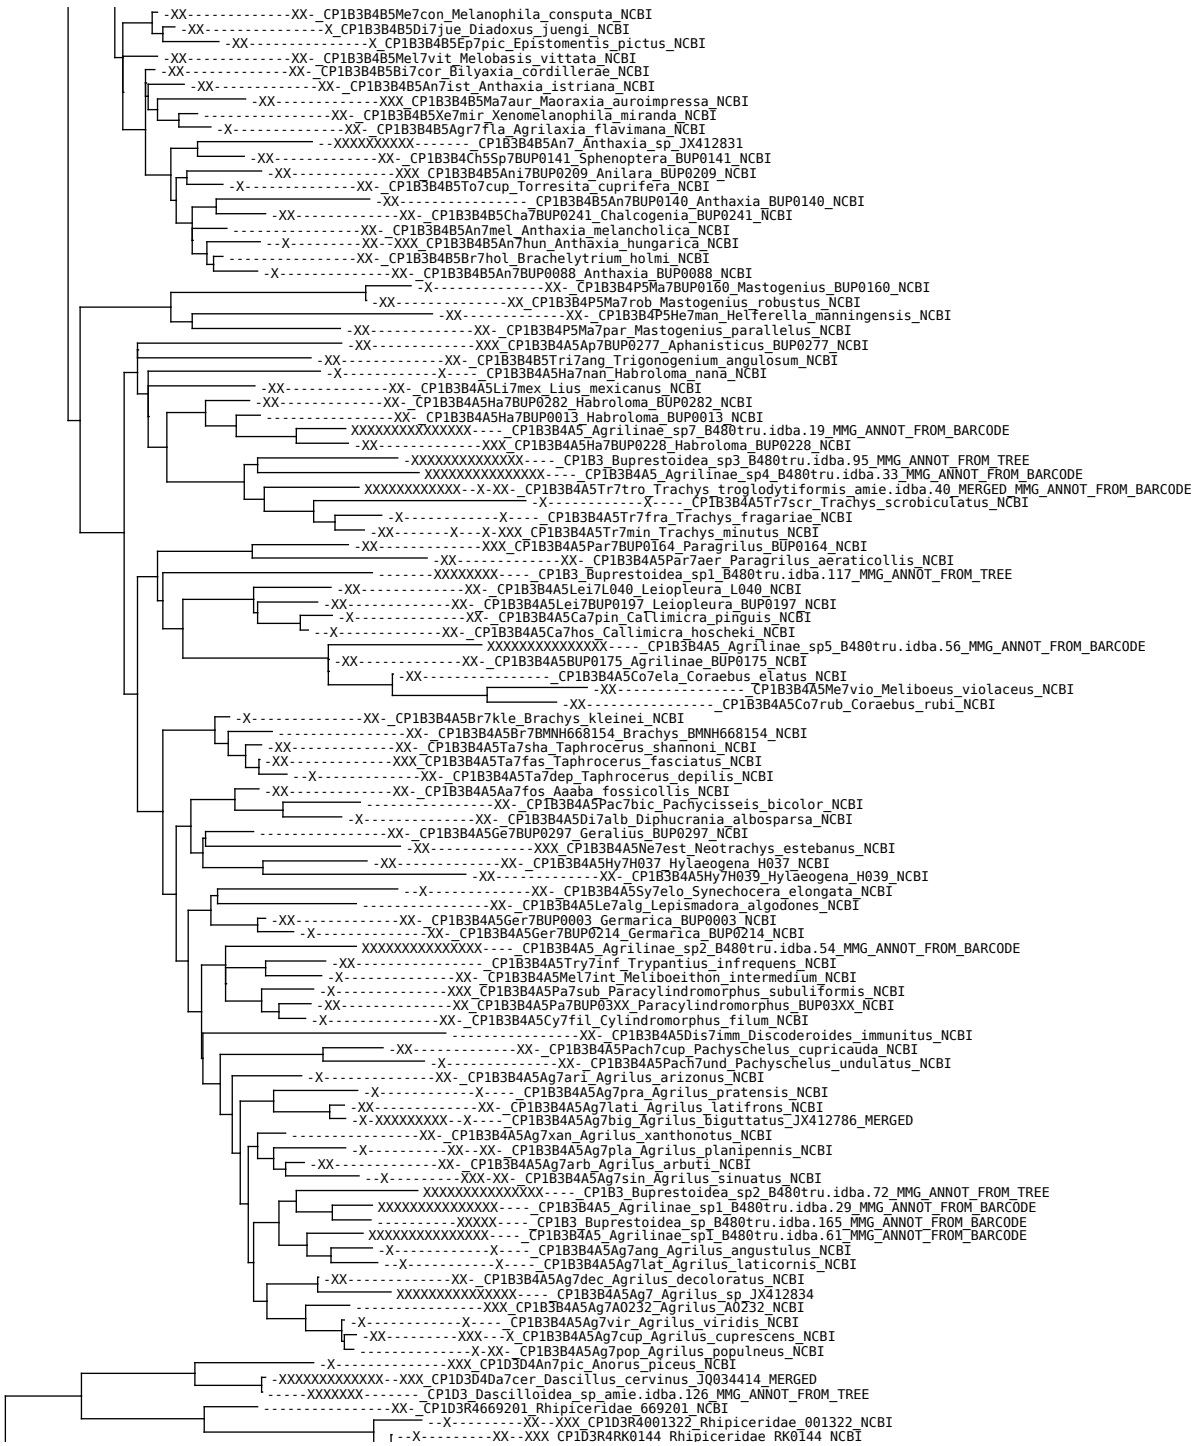 -XX-------------XX-_CP1B3B4B5Me7con_Melanophila_consputa_NCBI
-XX---------------X_CP1B3B4B5Di7jue_Diadoxus_juengi_NCBI
-XX---------------X_CP1B3B4B5Ep7pic_Epistomentis_pictus_NCBI
-XX-------------XX-_CP1B3B4B5Mel7vit_Melobasis_vittata_NCBI
-XX-------------XX-_CP1B3B4B5Bi7cor_Bilyaxia_cordillerae_NCBI
-XX-------------XX-_CP1B3B4B5An7ist_Anthaxia_istriana_NCBI
-XX-------------XXX_CP1B3B4B5Ma7aur_Maoraxia_auroimpressa_NCBI
----------------XX-_CP1B3B4B5Xe7mir_Xenomelanophila_miranda_NCBI
-X--------------XX-_CP1B3B4B5Agr7fla_Agrilaxia_flavimana_NCBI
--XXXXXXXXXX-------_CP1B3B4B5An7_Anthaxia_sp_JX412831
-XX-------------XX-_CP1B3B4Ch5Sp7BUP0141_Sphenoptera_BUP0141_NCBI
-XX-------------XXX_CP1B3B4B5Ani7BUP0209_Anilara_BUP0209_NCBI
-X--------------XX-_CP1B3B4B5To7cup_Torresita_cuprifera_NCBI
-XX----------------_CP1B3B4B5An7BUP0140_Anthaxia_BUP0140_NCBI
-XX-------------XX-_CP1B3B4B5Cha7BUP0241_Chalcogenia_BUP0241_NCBI
----------------XX-_CP1B3B4B5An7mel_Anthaxia_melancholica_NCBI
--X---------XX--XXX_CP1B3B4B5An7hun_Anthaxia_hungarica_NCBI
----------------XX-_CP1B3B4B5Br7hol_Brachelytrium_holmi_NCBI
-X--------------XX-_CP1B3B4B5An7BUP0088_Anthaxia_BUP0088_NCBI
-X--------------XX-_CP1B3B4P5Ma7BUP0160_Mastogenius_BUP0160_NCBI
-XX--------------XX_CP1B3B4P5Ma7rob_Mastogenius_robustus_NCBI
-XX-------------XX-_CP1B3B4P5He7man_Helferella_manningensis_NCBI
-XX-------------XX-_CP1B3B4P5Ma7par_Mastogenius_parallelus_NCBI
-XX-------------XXX_CP1B3B4A5Ap7BUP0277_Aphanisticus_BUP0277_NCBI
-XX-------------XX-_CP1B3B4B5Tri7ang_Trigonogenium_angulosum_NCBI
-X------------X----_CP1B3B4A5Ha7nan_Habroloma_nana_NCBI
-XX-------------XX-_CP1B3B4A5Li7mex_Lius_mexicanus_NCBI
-XX-------------XX-_CP1B3B4A5Ha7BUP0282_Habroloma_BUP0282_NCBI
----------------XX-_CP1B3B4A5Ha7BUP0013_Habroloma_BUP0013_NCBI
XXXXXXXXXXXXXXX----_CP1B3B4A5_Agrilinae_sp7_B480tru.idba.19_MMG_ANNOT_FROM_BARCODE
-XX-------------XXX_CP1B3B4A5Ha7BUP0228_Habroloma_BUP0228_NCBI
-XXXXXXXXXXXXXX----_CP1B3_Buprestoidea_sp3_B480tru.idba.95_MMG_ANNOT_FROM_TREE
XXXXXXXXXXXXXXX----_CP1B3B4A5_Agrilinae_sp4_B480tru.idba.33_MMG_ANNOT_FROM_BARCODE
XXXXXXXXXXXX--X-XX-_CP1B3B4A5Tr7tro_Trachys_troglodytiformis_amie.idba.40_MERGED_MMG_ANNOT_FROM_BARCODE
-X------------X----_CP1B3B4A5Tr7scr_Trachys_scrobiculatus_NCBI
-X------------X----_CP1B3B4A5Tr7fra_Trachys_fragariae_NCBI
-XX-------X---X-XXX_CP1B3B4A5Tr7min_Trachys_minutus_NCBI
-XX-------------XXX_CP1B3B4A5Par7BUP0164_Paragrilus_BUP0164_NCBI
-XX-------------XX-_CP1B3B4A5Par7aer_Paragrilus_aeraticollis_NCBI
-------XXXXXXXX----_CP1B3_Buprestoidea_sp1_B480tru.idba.117_MMG_ANNOT_FROM_TREE
-XX-------------XX-_CP1B3B4A5Lei7L040_Leiopleura_L040_NCBI
-XX-------------XX-_CP1B3B4A5Lei7BUP0197_Leiopleura_BUP0197_NCBI
-X--------------XX-_CP1B3B4A5Ca7pin_Callimicra_pinguis_NCBI
--X-------------XX-_CP1B3B4A5Ca7hos_Callimicra_hoscheki_NCBI
XXXXXXXXXXXXXXX----_CP1B3B4A5_Agrilinae_sp5_B480tru.idba.56_MMG_ANNOT_FROM_BARCODE
-XX-------------XX-_CP1B3B4A5BUP0175_Agrilinae_BUP0175_NCBI
-XX----------------_CP1B3B4A5Co7ela_Coraebus_elatus_NCBI
-XX----------------_CP1B3B4A5Me7vio_Meliboeus_violaceus_NCBI
-XX----------------_CP1B3B4A5Co7rub_Coraebus_rubi_NCBI
-X--------------XX-_CP1B3B4A5Br7kle_Brachys_kleinei_NCBI
----------------XX-_CP1B3B4A5Br7BMNH668154_Brachys_BMNH668154_NCBI
-XX-------------XX-_CP1B3B4A5Ta7sha_Taphrocerus_shannoni_NCBI
-XX-------------XXX_CP1B3B4A5Ta7fas_Taphrocerus_fasciatus_NCBI
--X-------------XX-_CP1B3B4A5Ta7dep_Taphrocerus_depilis_NCBI
-XX-------------XX-_CP1B3B4A5Aa7fos_Aaaba_fossicollis_NCBI
----------------XX-_CP1B3B4A5Pac7bic_Pachycisseis_bicolor_NCBI
-X--------------XX-_CP1B3B4A5Di7alb_Diphucrania_albosparsa_NCBI
----------------XX-_CP1B3B4A5Ge7BUP0297_Geralius_BUP0297_NCBI
-XX-------------XXX_CP1B3B4A5Ne7est_Neotrachys_estebanus_NCBI
-XX-------------XX-_CP1B3B4A5Hy7H037_Hylaeogena_H037_NCBI
-XX-------------XX-_CP1B3B4A5Hy7H039_Hylaeogena_H039_NCBI
--X-------------XX-_CP1B3B4A5Sy7elo_Synechocera_elongata_NCBI
----------------XX-_CP1B3B4A5Le7alg_Lepismadora_algodones_NCBI
-XX-------------XX-_CP1B3B4A5Ger7BUP0003_Germarica_BUP0003_NCBI
-X--------------XX-_CP1B3B4A5Ger7BUP0214_Germarica_BUP0214_NCBI
XXXXXXXXXXXXXXX----_CP1B3B4A5_Agrilinae_sp2_B480tru.idba.54_MMG_ANNOT_FROM_BARCODE
-XX----------------_CP1B3B4A5Try7inf_Trypantius_infrequens_NCBI
-X--------------XX-_CP1B3B4A5Mel7int_Meliboeithon_intermedium_NCBI
-X--------------XXX_CP1B3B4A5Pa7sub_Paracylindromorphus_subuliformis_NCBI
-XX--------------XX_CP1B3B4A5Pa7BUP03XX_Paracylindromorphus_BUP03XX_NCBI
-X--------------XX-_CP1B3B4A5Cy7fil_Cylindromorphus_filum_NCBI
----------------XX-_CP1B3B4A5Dis7imm_Discoderoides_immunitus_NCBI
-XX-------------XX-_CP1B3B4A5Pach7cup_Pachyschelus_cupricauda_NCBI
-X--------------XX-_CP1B3B4A5Pach7und_Pachyschelus_undulatus_NCBI
-X--------------XX-_CP1B3B4A5Ag7ari_Agrilus_arizonus_NCBI
-X------------X----_CP1B3B4A5Ag7pra_Agrilus_pratensis_NCBI
-XX-------------XX-_CP1B3B4A5Ag7lati_Agrilus_latifrons_NCBI
-X-XXXXXXXXX--X----_CP1B3B4A5Ag7big_Agrilus_biguttatus_JX412786_MERGED
----------------XX-_CP1B3B4A5Ag7xan_Agrilus_xanthonotus_NCBI
-X----------XX--XX-_CP1B3B4A5Ag7pla_Agrilus_planipennis_NCBI
-XX-------------XX-_CP1B3B4A5Ag7arb_Agrilus_arbuti_NCBI
--X---------XXX-XX-_CP1B3B4A5Ag7sin_Agrilus_sinuatus_NCBI
XXXXXXXXXXXXXXX----_CP1B3_Buprestoidea_sp2_B480tru.idba.72_MMG_ANNOT_FROM_TREE
XXXXXXXXXXXXXXX----_CP1B3B4A5_Agrilinae_sp1_B480tru.idba.29_MMG_ANNOT_FROM_BARCODE
----------XXXXX----_CP1B3_Buprestoidea_sp_B480tru.idba.165_MMG_ANNOT_FROM_BARCODE
XXXXXXXXXXXXXXX----_CP1B3B4A5_Agrilinae_sp1_B480tru.idba.61_MMG_ANNOT_FROM_BARCODE
-X------------X----_CP1B3B4A5Ag7ang_Agrilus_angustulus_NCBI
--X-----------X----_CP1B3B4A5Ag7lat_Agrilus_laticornis_NCBI
-XX-------------XX-_CP1B3B4A5Ag7dec_Agrilus_decoloratus_NCBI
XXXXXXXXXXXXXXX----_CP1B3B4A5Ag7_Agrilus_sp_JX412834
----------------XXX_CP1B3B4A5Ag7AO232_Agrilus_AO232_NCBI
-X------------X----_CP1B3B4A5Ag7vir_Agrilus_viridis_NCBI
-XX---------XXX---X_CP1B3B4A5Ag7cup_Agrilus_cuprescens_NCBI
--------------X-XX-_CP1B3B4A5Ag7pop_Agrilus_populneus_NCBI
-X--------------XXX_CP1D3D4An7pic_Anorus_piceus_NCBI
-XXXXXXXXXXXXX--XXX_CP1D3D4Da7cer_Dascillus_cervinus_JQ034414_MERGED
-----XXXXXXX-------_CP1D3_Dascilloidea_sp_amie.idba.126_MMG_ANNOT_FROM_TREE
----------------XX-_CP1D3R4669201_Rhipiceridae_669201_NCBI
--X---------XX--XXX_CP1D3R4001322_Rhipiceridae_001322_NCBI
--X---------XX--XXX_CP1D3R4RK0144_Rhipiceridae_RK0144_NCBI